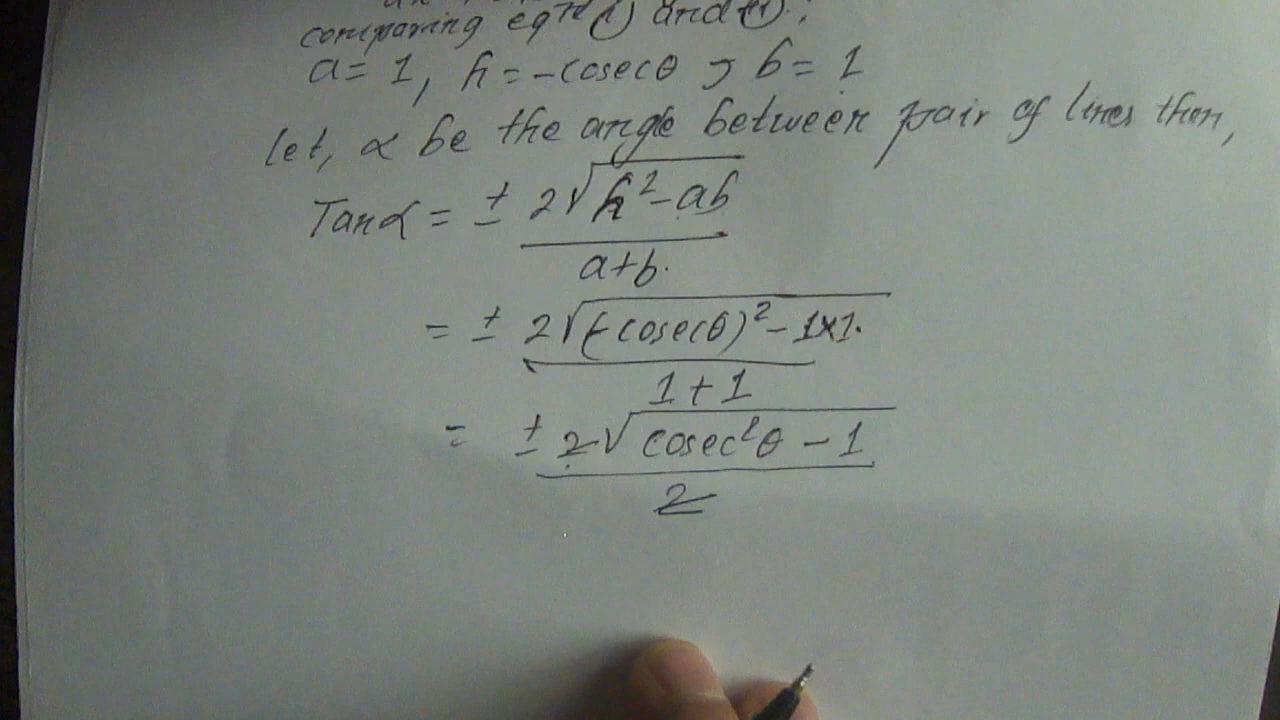 comparing eqⁿ (i) and (ii);
a = 1, h = -cosecθ, b = 1
let, α be the angle between pair of lines then,
Tanα = ± 2√(h² - ab)
a+b.
= ± 2√((-cosecθ)² - 1×1.
1 + 1
= ± 2√(cosec²θ - 1)
2